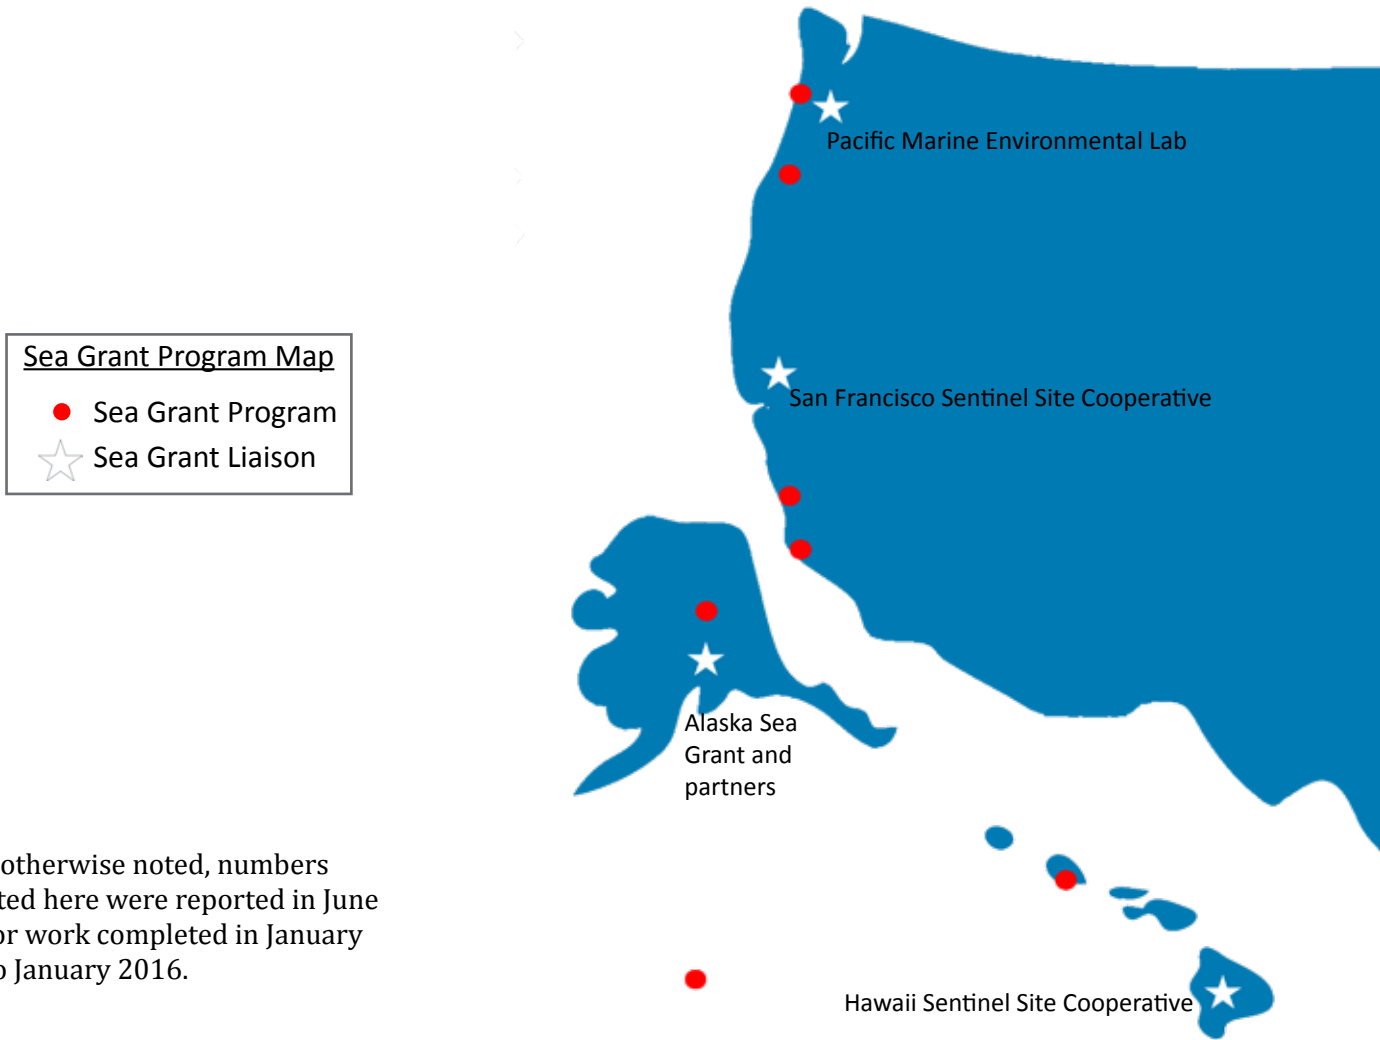 Pacific Marine Environmental Lab
Sea Grant Program Map
Sea Grant Program
Sea Grant Liaison
San Francisco Sentinel Site Cooperative
Alaska Sea
Grant and
partners
otherwise noted, numbers
ted here were reported in June
or work completed in January
o January 2016.
Hawaii Sentinel Site Cooperative